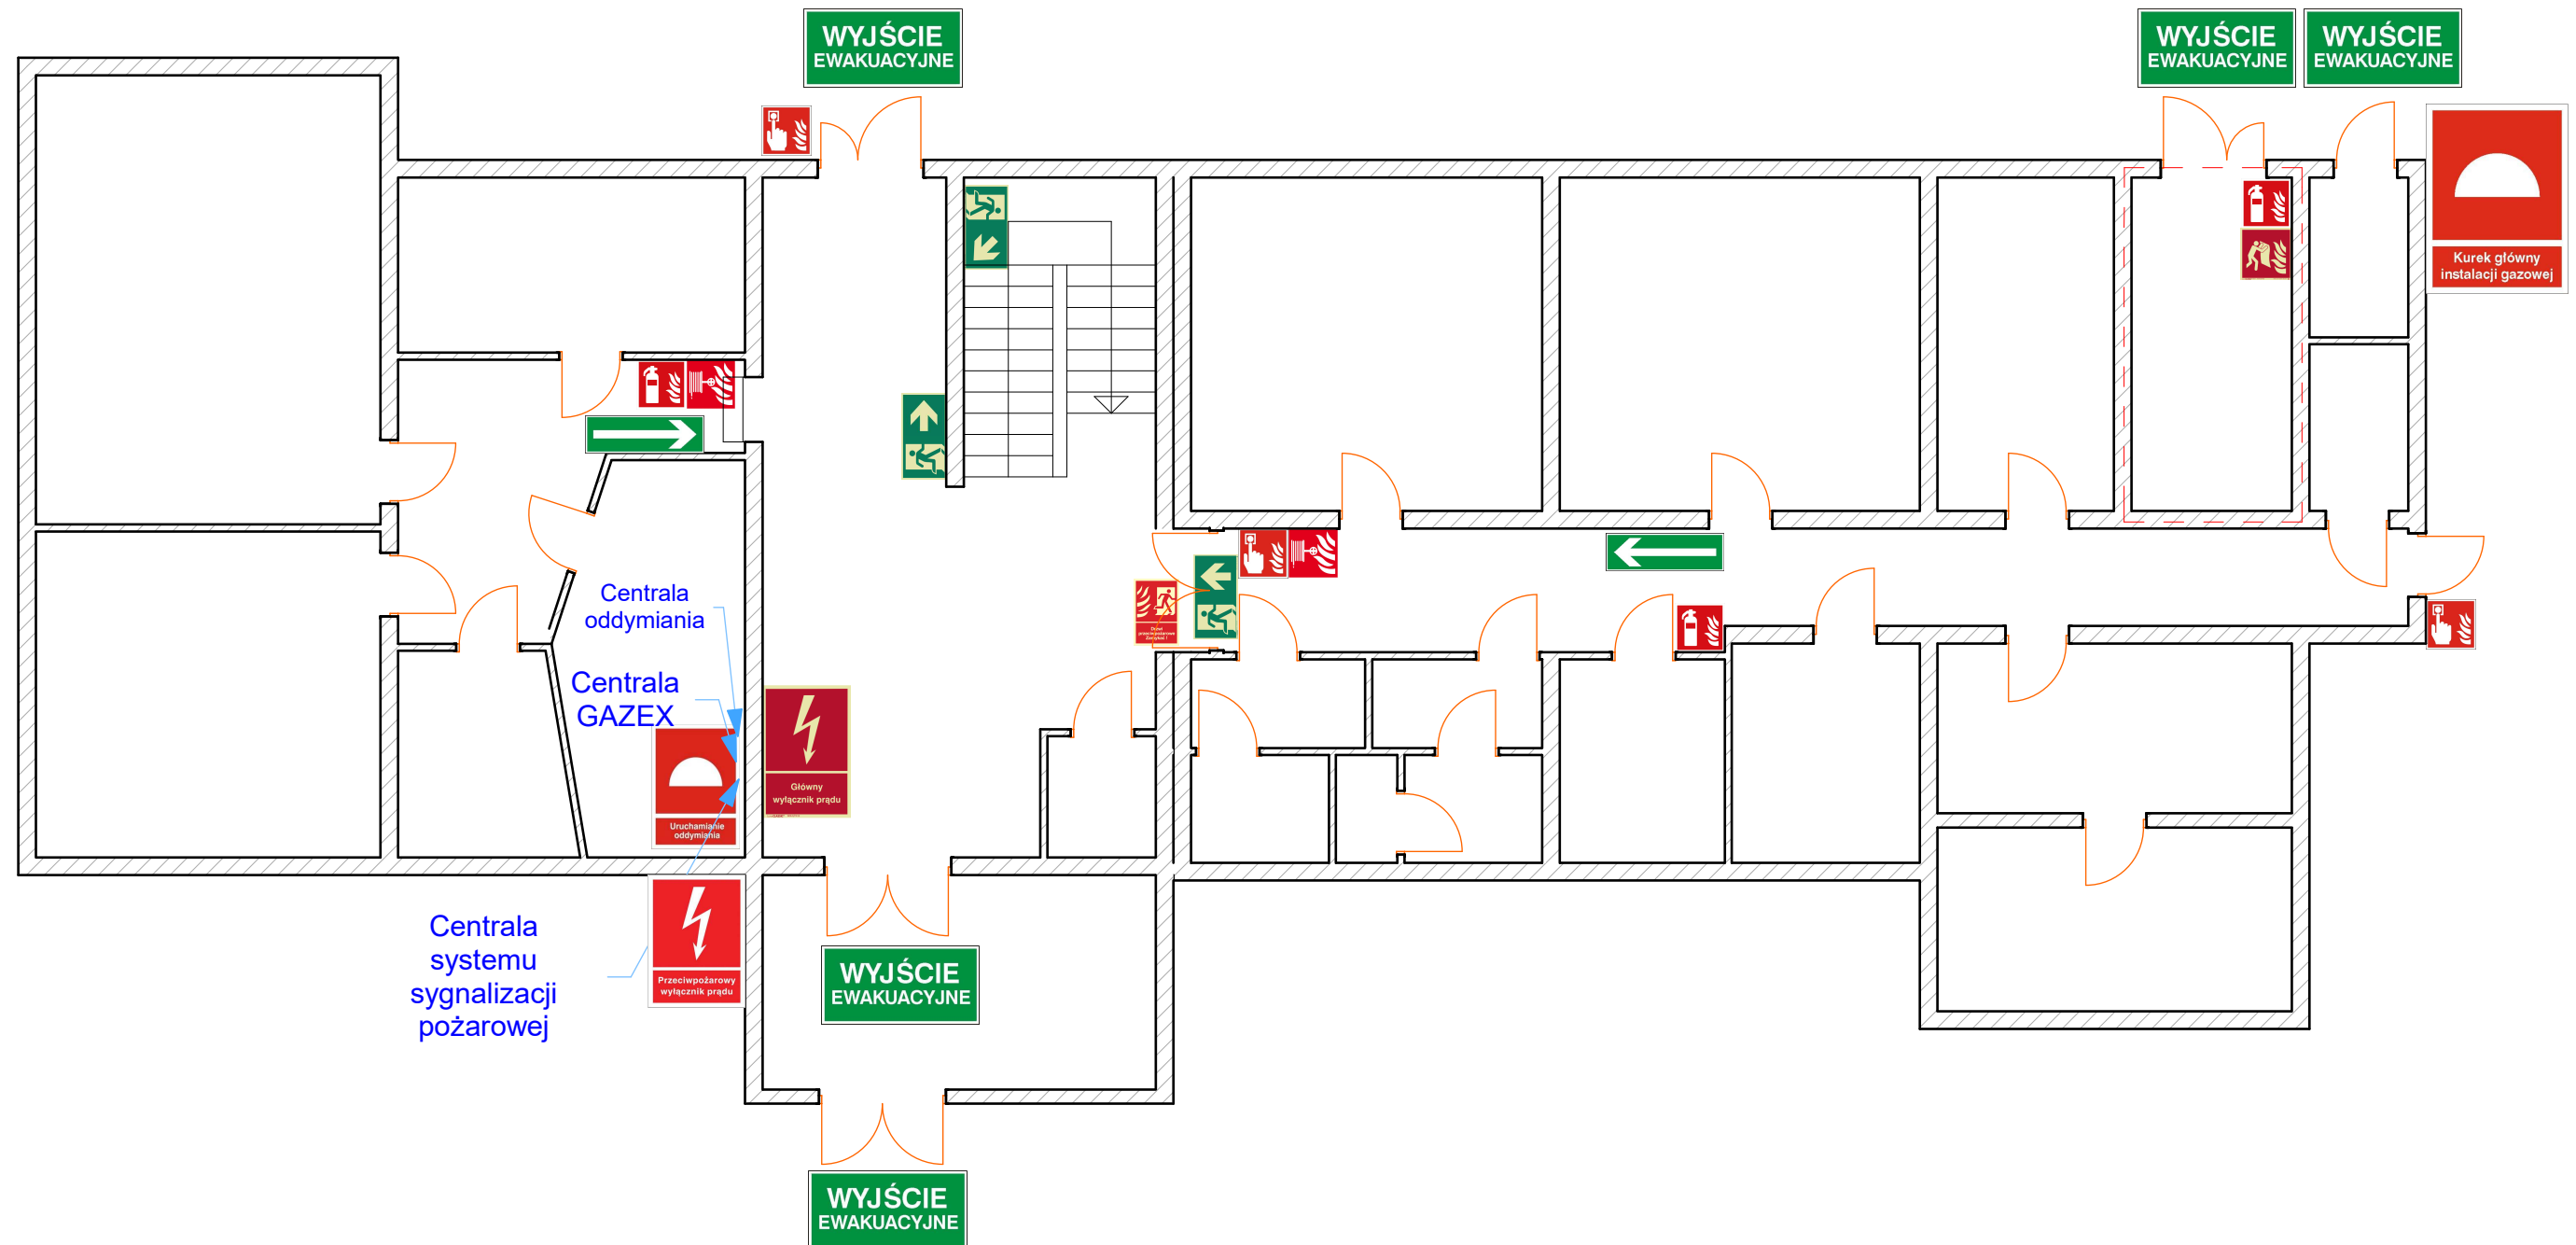 WYJŚCIE
EWAKUACYJNE
WYJŚCIE
EWAKUACYJNE
WYJŚCIE
EWAKUACYJNE
Kurek główny
instalacji gazowej
Centrala
oddymiania
Centrala
GAZEX
Główny
wyłącznik prądu
Uruchamianie
oddymiania
Centrala
systemu
sygnalizacji
pożarowej
Przeciwpożarowy
wyłącznik prądu
WYJŚCIE
EWAKUACYJNE
WYJŚCIE
EWAKUACYJNE